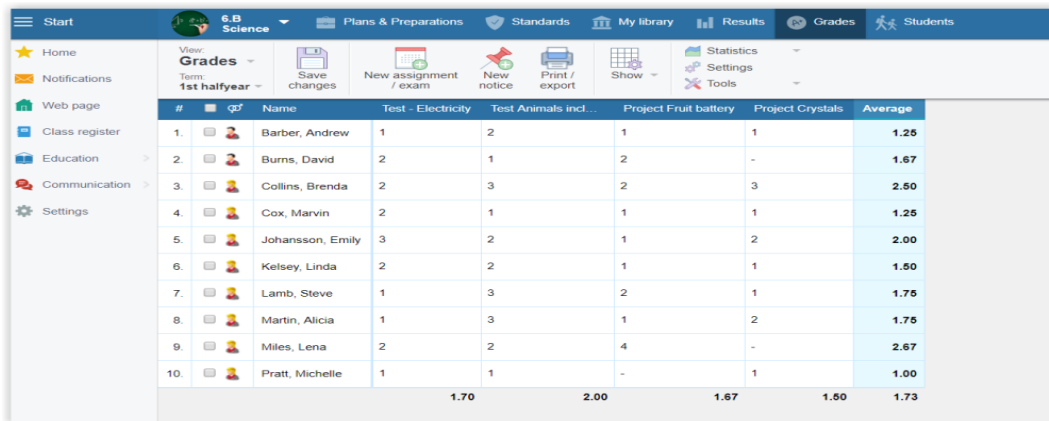 Start
6.B
Science
Plans & Preparations
Standards
My library
Results
Grades
Students
Home
Notifications
Web page
Class register
Education
Communication
Settings
View:
Grades
Term:
1st halfyear
Save
changes
New assignment
/ exam
New
notice
Print /
export
Show
Statistics
Settings
Tools
# Name Test - Electricity Test Animals incl... Project Fruit battery Project Crystals Average
1. Barber, Andrew 1 2 1 1 1.25
2. Burns, David 2 1 2 - 1.67
3. Collins, Brenda 2 3 2 3 2.50
4. Cox, Marvin 2 1 1 1 1.25
5. Johansson, Emily 3 2 1 2 2.00
6. Kelsey, Linda 2 2 1 1 1.50
7. Lamb, Steve 1 3 2 1 1.75
8. Martin, Alicia 1 3 1 2 1.75
9. Miles, Lena 2 2 4 - 2.67
10. Pratt, Michelle 1 1 - 1 1.00
1.70 2.00 1.67 1.50 1.73